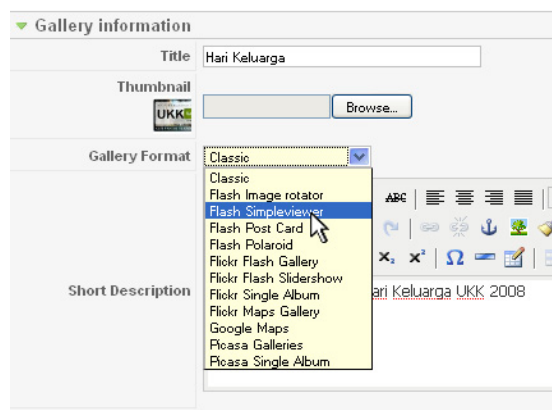 Gallery information
Title Hari Keluarga
Thumbnail
UKK
Browse...
Gallery Format Classic
Classic
Flash Image rotator
ABC
Flash Simpleviewer
Flash Post Card
Flash Polaroid
Flickr Flash Gallery
Flickr Flash Slidershow
Flickr Single Album
Flickr Maps Gallery
Google Maps
Picasa Galleries
Picasa Single Album
Short Description
ari Keluarga UKK 2008